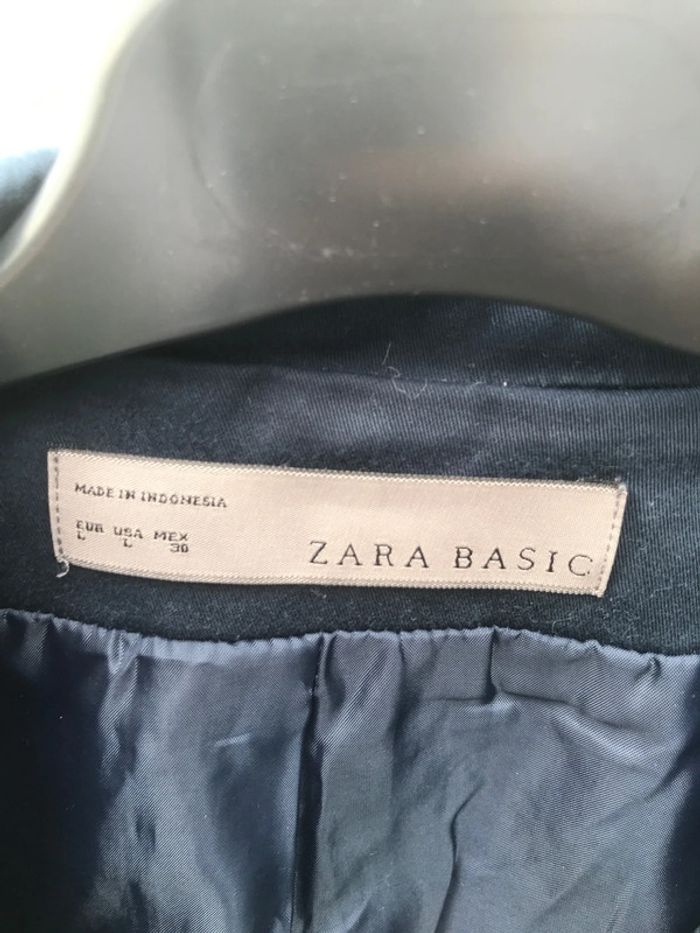 MADE IN INDONESIA
EUR USA MEX
L L 30
ZARA BASIC